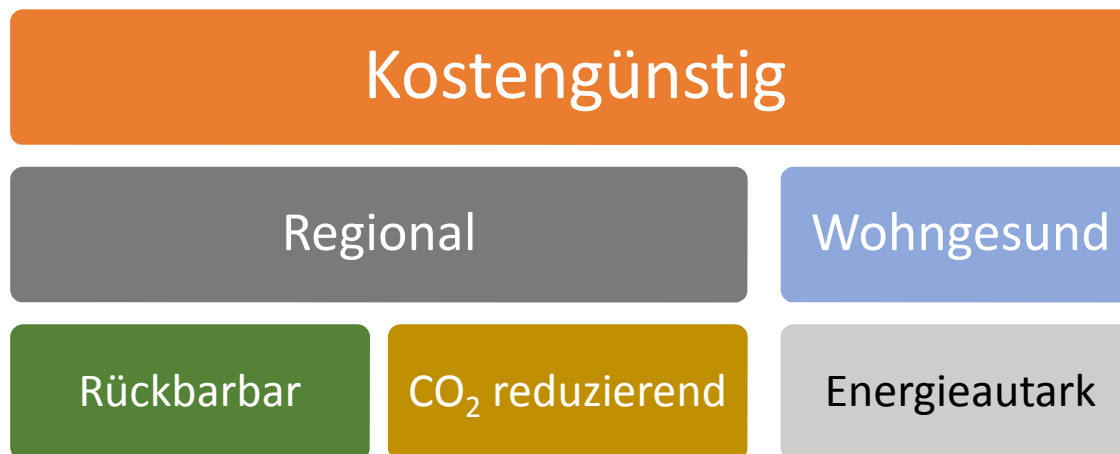 Kostengünstig
Regional
Wohngesund
Rückbarbar
CO₂ reduzierend
Energieautark